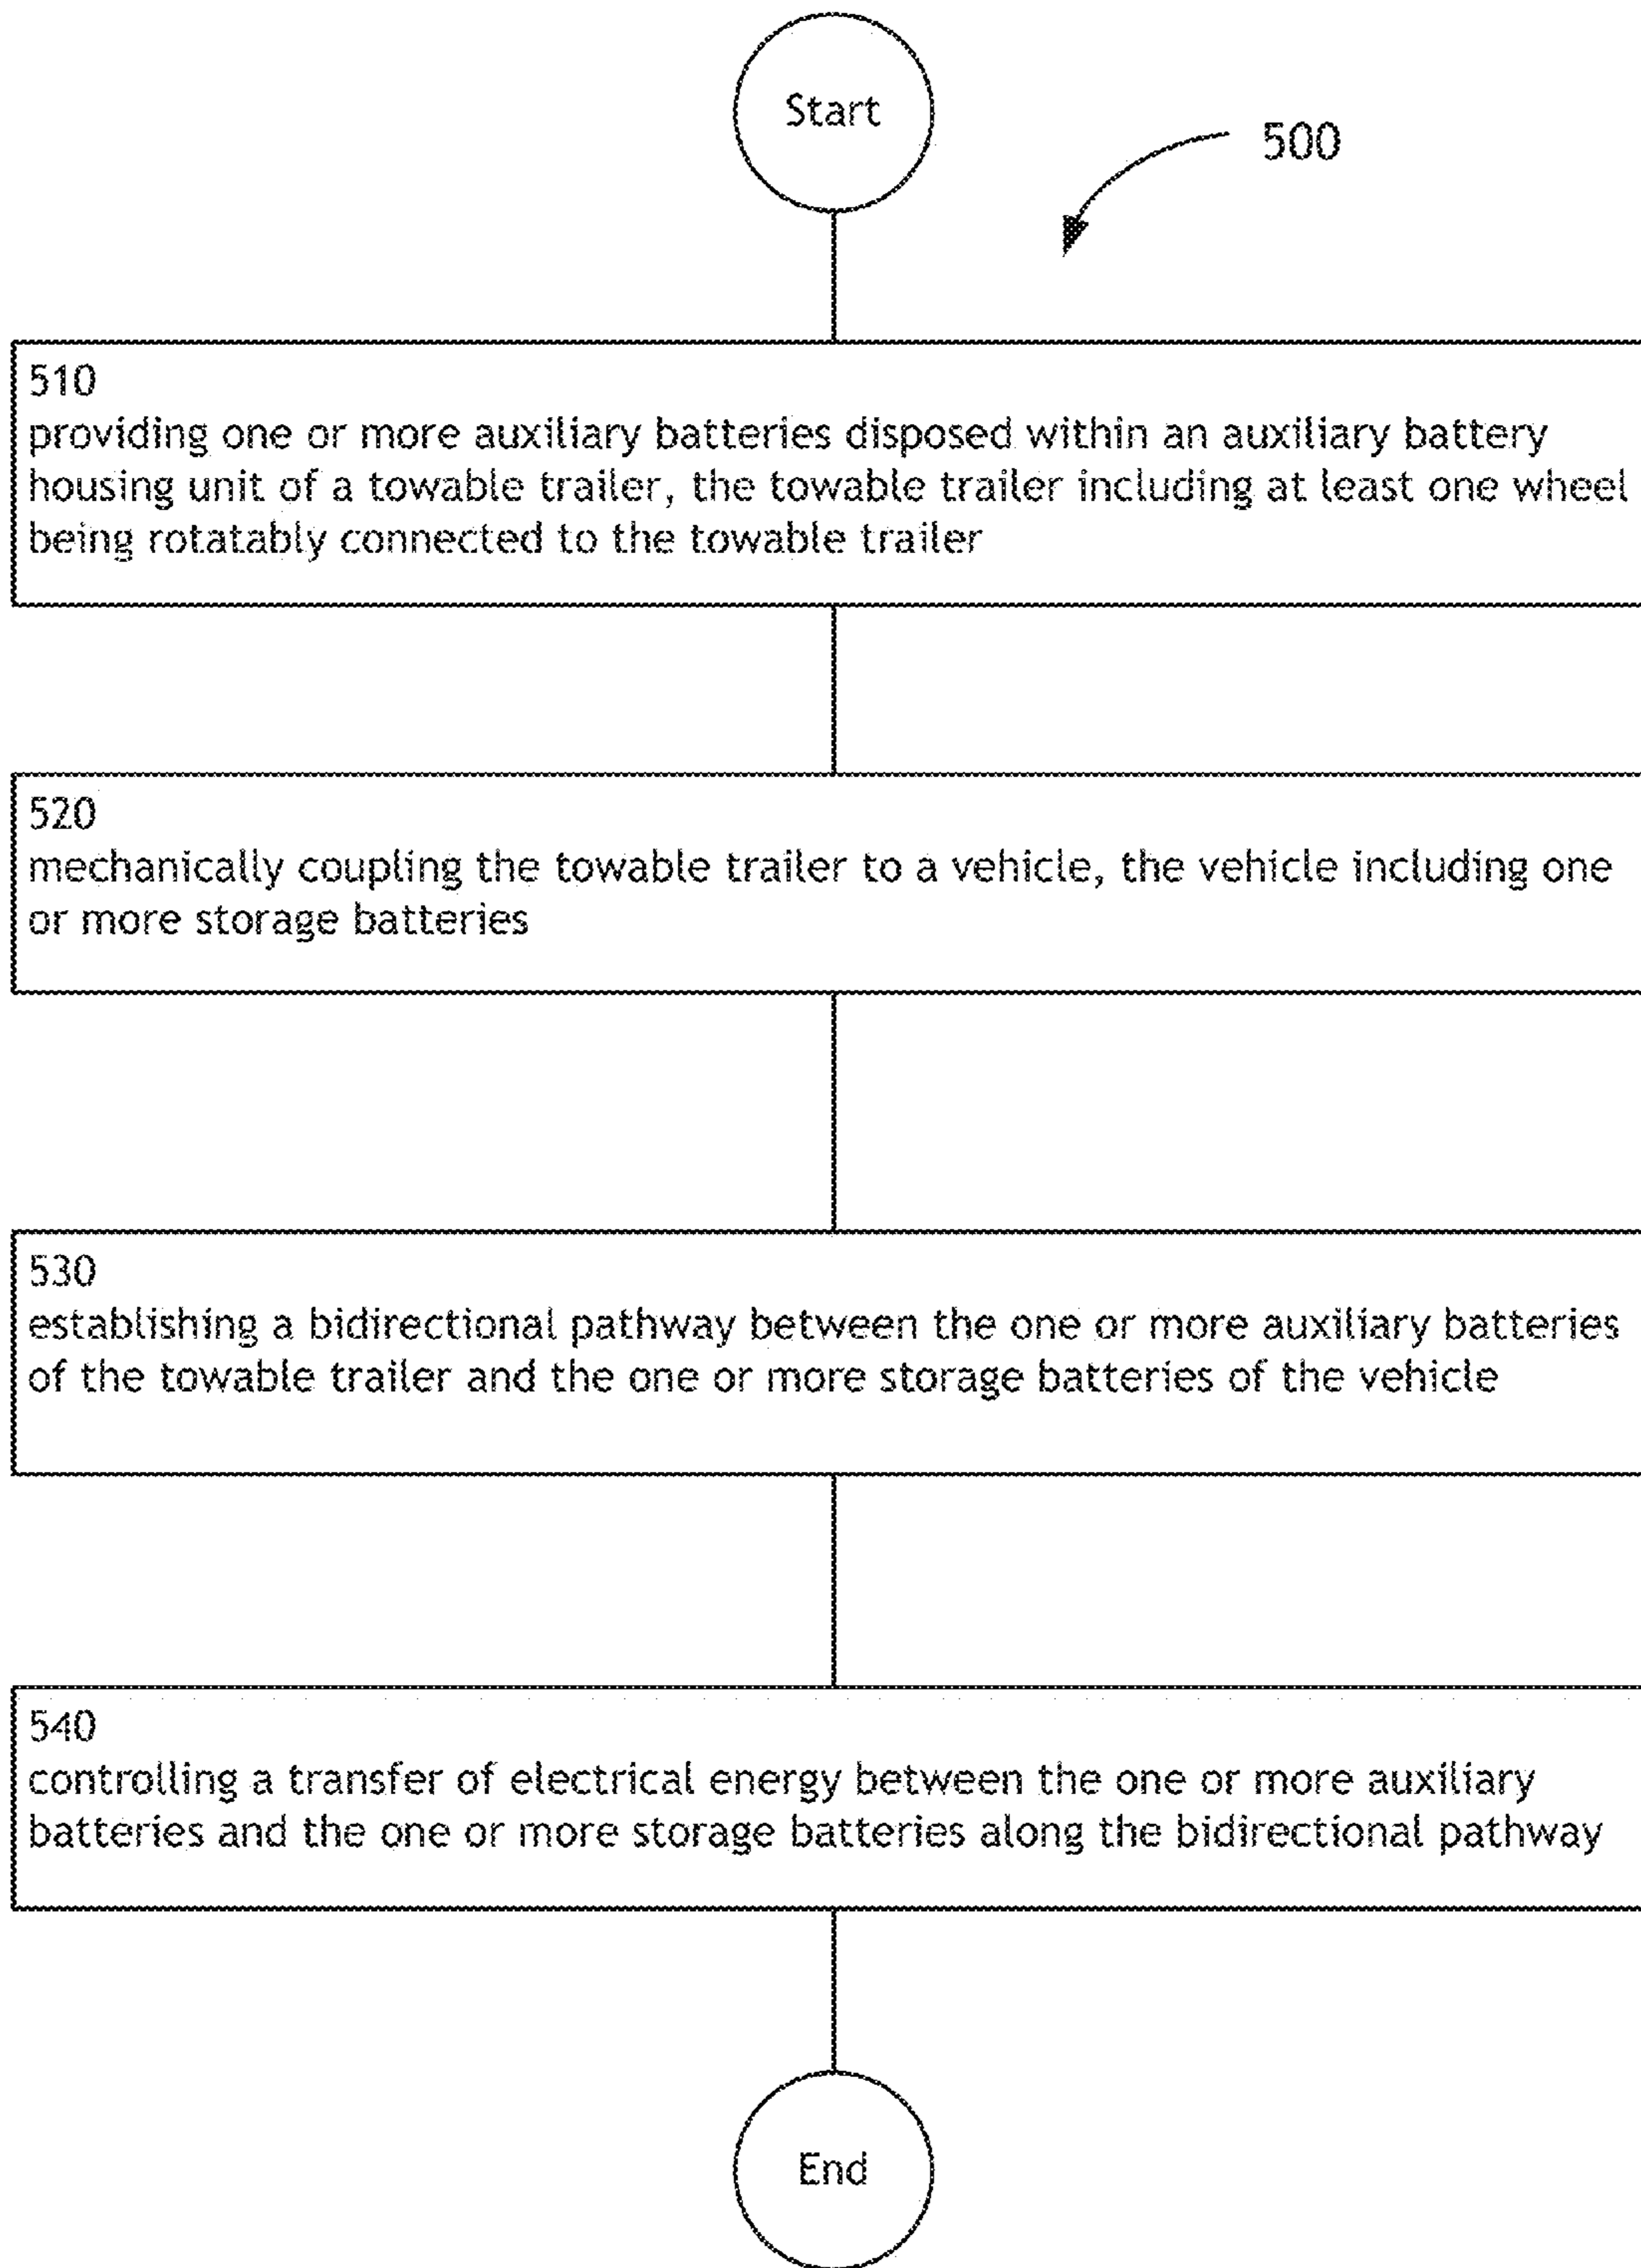 Start
500
510
providing one or more auxiliary batteries disposed within an auxiliary battery
housing unit of a towable trailer, the towable trailer including at least one wheel
being rotatably connected to the towable trailer
520
mechanically coupling the towable trailer to a vehicle, the vehicle including one
or more storage batteries
530
establishing a bidirectional pathway between the one or more auxiliary batteries
of the towable trailer and the one or more storage batteries of the vehicle
540
controlling a transfer of electrical energy between the one or more auxiliary
batteries and the one or more storage batteries along the bidirectional pathway
End